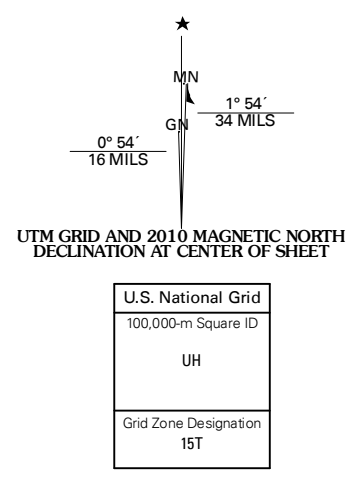 ★
MN
1° 54´
34 MILS
GN
0° 54´
16 MILS
UTM GRID AND 2010 MAGNETIC NORTH
DECLINATION AT CENTER OF SHEET
U.S. National Grid
100,000-m Square ID
UH
Grid Zone Designation
15T